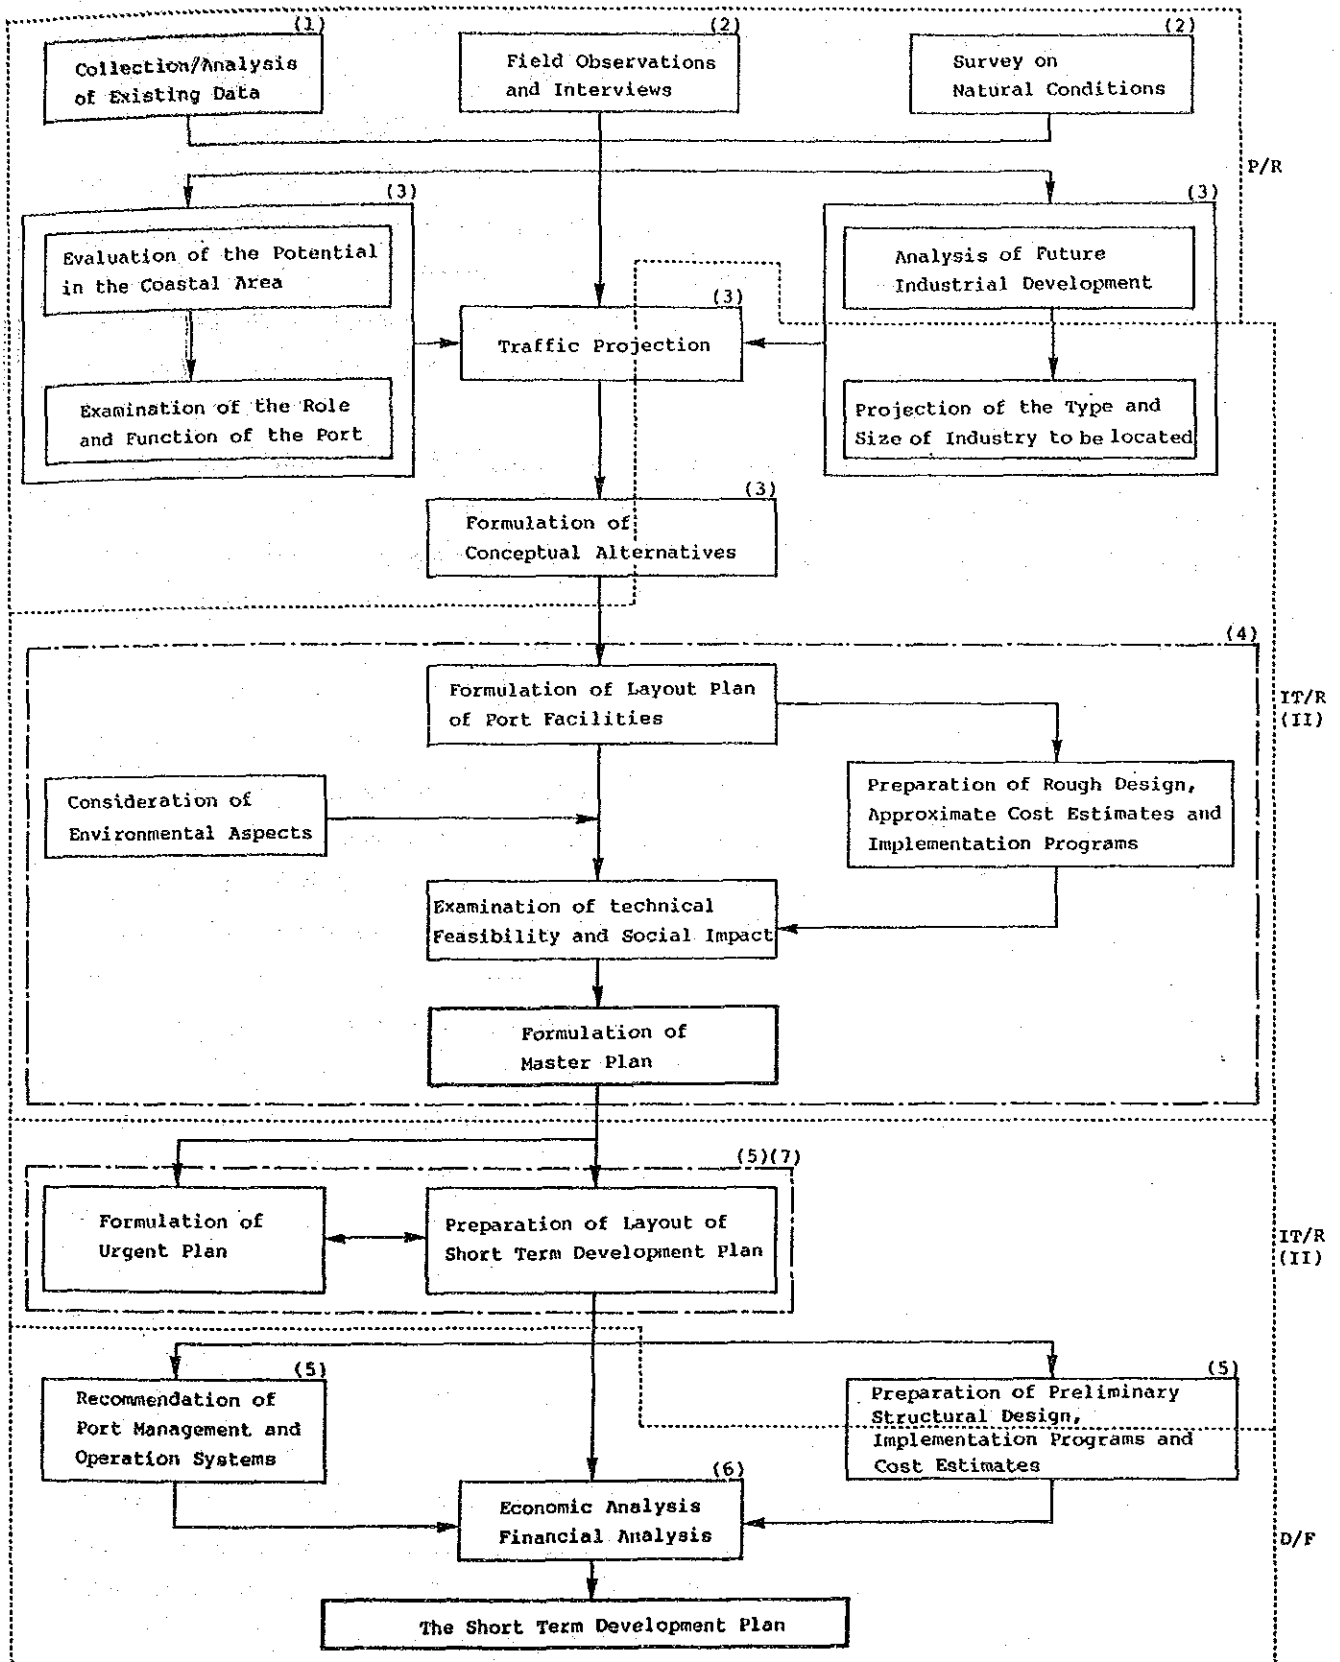 (1)
Collection/Analysis
of Existing Data
(2)
Field Observations
and Interviews
(2)
Survey on
Natural Conditions
P/R
(3)
Evaluation of the Potential
in the Coastal Area
Examination of the Role
and Function of the Port
(3)
Traffic Projection
(3)
Analysis of Future
Industrial Development
Projection of the Type and
Size of Industry to be located
(3)
Formulation of
Conceptual Alternatives
(4)
IT/R
(II)
Formulation of Layout Plan
of Port Facilities
Consideration of
Environmental Aspects
Preparation of Rough Design,
Approximate Cost Estimates and
Implementation Programs
Examination of technical
Feasibility and Social Impact
Formulation of
Master Plan
(5)(7)
Formulation of
Urgent Plan
Preparation of Layout of
Short Term Development Plan
IT/R
(II)
(5)
Recommendation of
Port Management and
Operation Systems
(5)
Preparation of Preliminary
Structural Design,
Implementation Programs and
Cost Estimates
(6)
Economic Analysis
Financial Analysis
D/F
The Short Term Development Plan